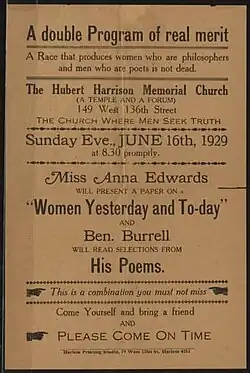 A double Program of real merit
A Race that produces women who are philosophers
and men who are poets is not dead.
The Hubert Harrison Memorial Church
(A TEMPLE AND A FORUM)
149 West 136th Street
THE CHURCH WHERE MEN SEEK TRUTH
Sunday Eve., JUNE 16th, 1929
at 8.30 promptly.
Miss Anna Edwards
WILL PRESENT A PAPER ON
"Women Yesterday and To-day"
AND
Ben. Burrell
WILL READ SELECTIONS FROM
His Poems.
This is a combination you must not miss
Come Yourself and bring a friend
AND
PLEASE COME ON TIME
Harlem Printing Studio,